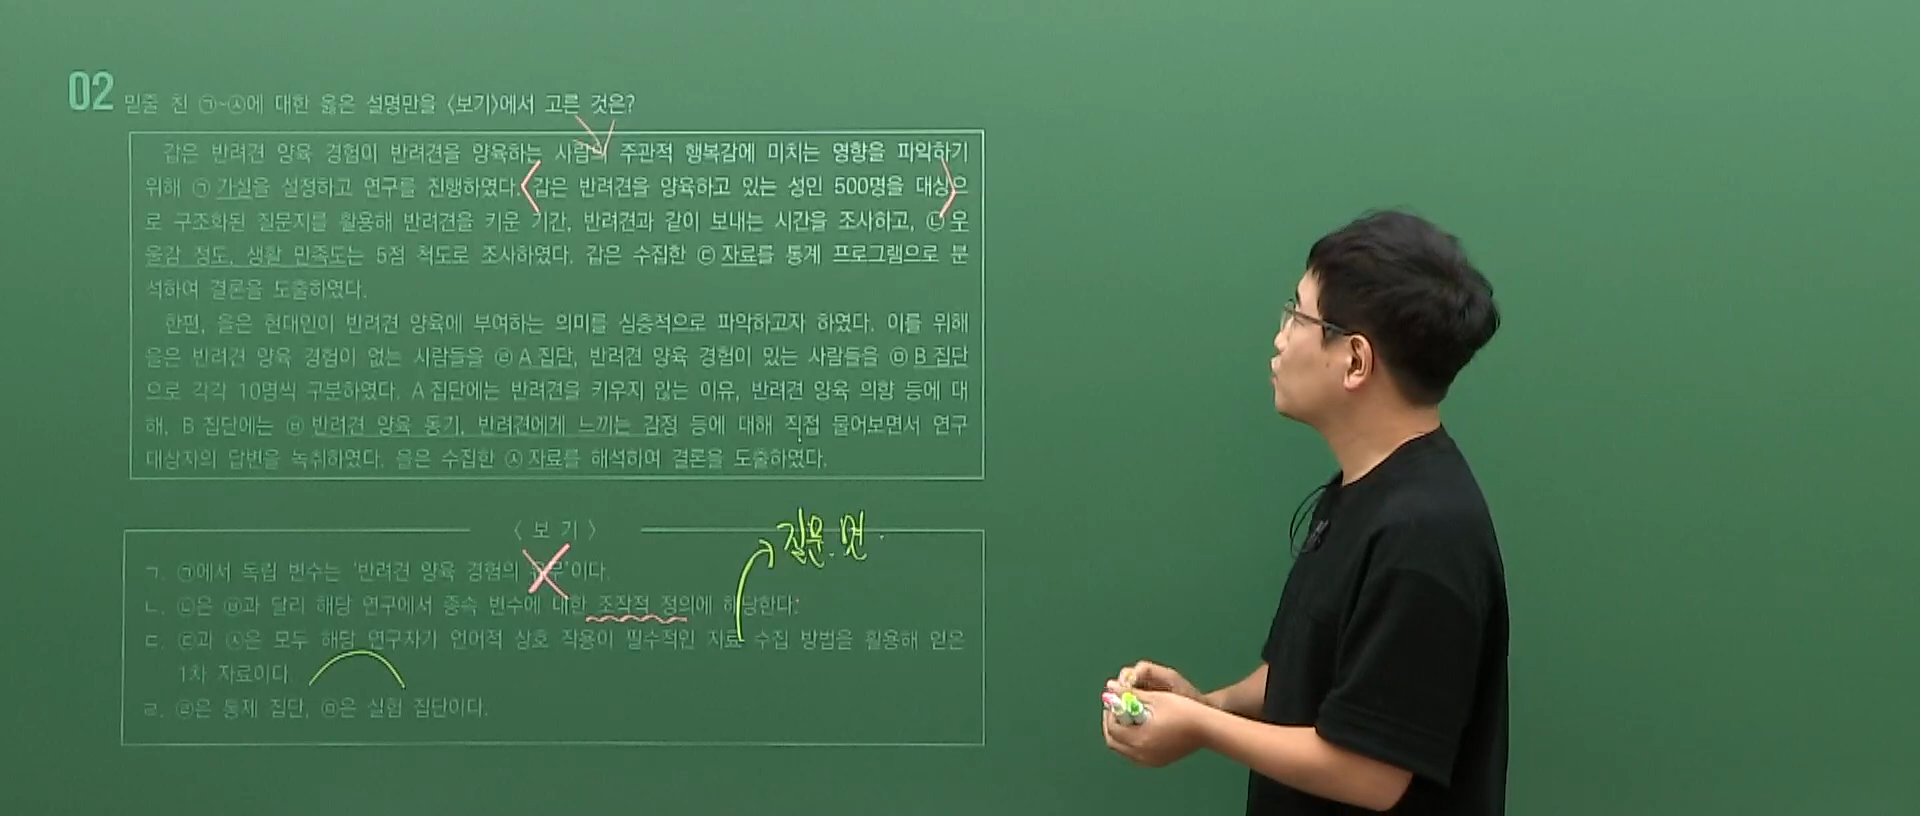 02 밑줄 친 ㉠~㉦에 대한 옳은 설명만을 <보기>에서 고른 것은?
갑은 반려견 양육 경험이 반려견을 양육하는 사람의 주관적 행복감에 미치는 영향을 파악하기
위해 ㉠ 가설을 설정하고 연구를 진행하였다. 갑은 반려견을 양육하고 있는 성인 500명을 대상으
로 구조화된 질문지를 활용해 반려견을 키운 기간, 반려견과 같이 보내는 시간을 조사하고, ㉡ 우
울감 정도, 생활 만족도는 5점 척도로 조사하였다. 갑은 수집한 ㉢ 자료를 통계 프로그램으로 분
석하여 결론을 도출하였다.
한편, 을은 현대인이 반려견 양육에 부여하는 의미를 심층적으로 파악하고자 하였다. 이를 위해
을은 반려견 양육 경험이 없는 사람들을 ㉣ A 집단, 반려견 양육 경험이 있는 사람들을 ㉤ B 집단
으로 각각 10명씩 구분하였다. A 집단에는 반려견을 키우지 않는 이유, 반려견 양육 의향 등에 대
해, B 집단에는 ㉥ 반려견 양육 동기, 반려견에게 느끼는 감정 등에 대해 직접 물어보면서 연구
대상자의 답변을 녹취하였다. 을은 수집한 ㉦ 자료를 해석하여 결론을 도출하였다.
<보 기>
질문. 면.
ㄱ. ㉠에서 독립 변수는 '반려견 양육 경험의 유무'이다.
ㄴ. ㉡은 ㉥과 달리 해당 연구에서 종속 변수에 대한 조작적 정의에 해당한다.
ㄷ. ㉢과 ㉦은 모두 해당 연구자가 언어적 상호 작용이 필수적인 자료 수집 방법을 활용해 얻은
1차 자료이다.
ㄹ. ㉣은 통제 집단, ㉤은 실험 집단이다.